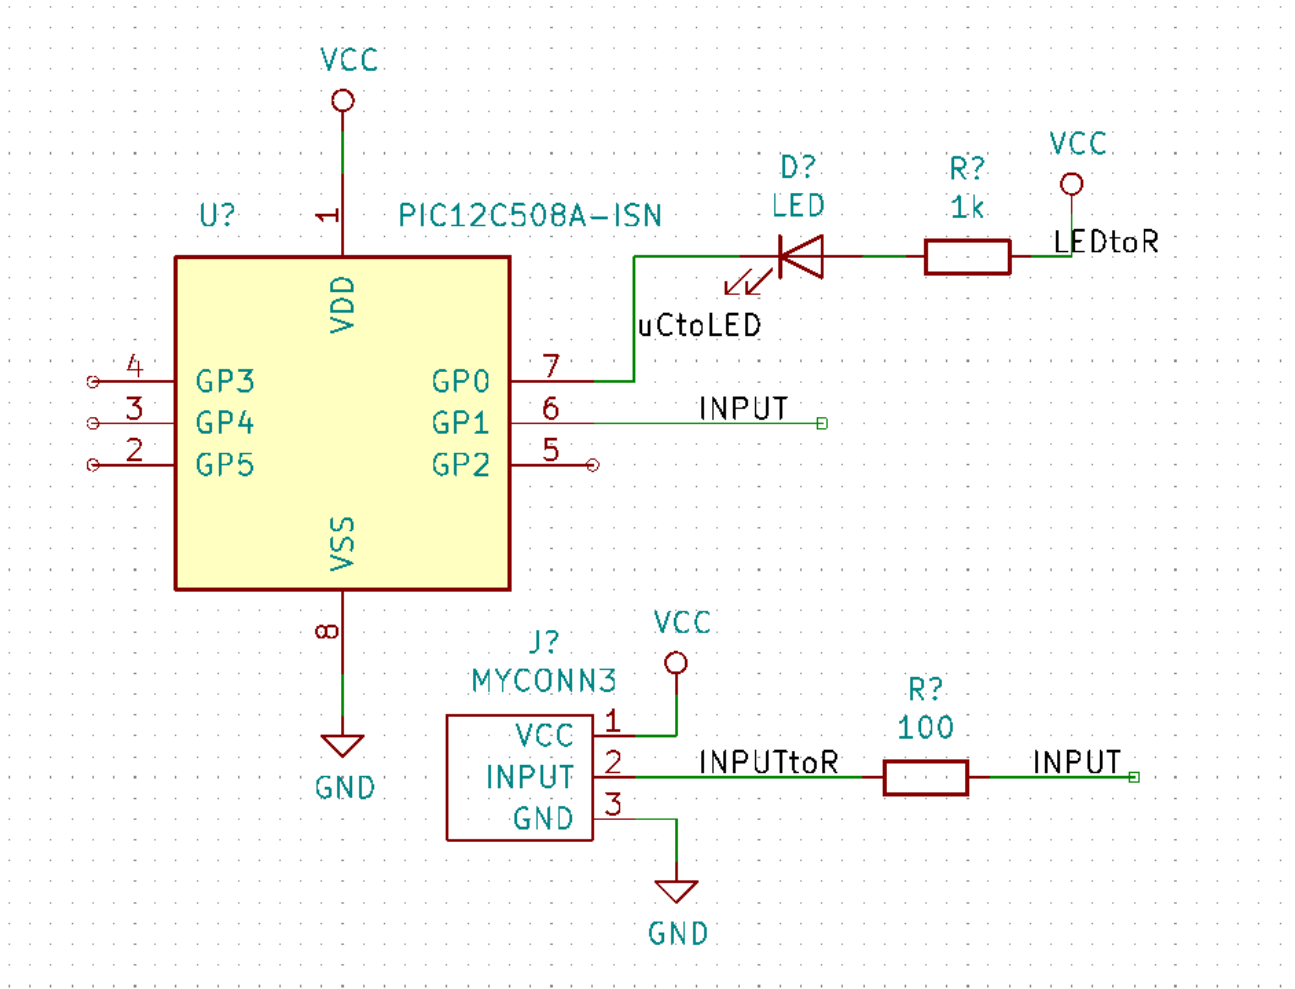 VCC
U?
1
PIC12C508A-ISN
D?
LED
R?
1k
VCC
LEDtoR
uCtoLED
VDD
4
GP3
GP0
7
3
GP4
GP1
6
INPUT
2
GP5
GP2
5
VSS
8
GND
J?
MYCONN3
VCC
VCC
1
INPUT
2
INPUTtoR
GND
3
R?
100
INPUT
GND